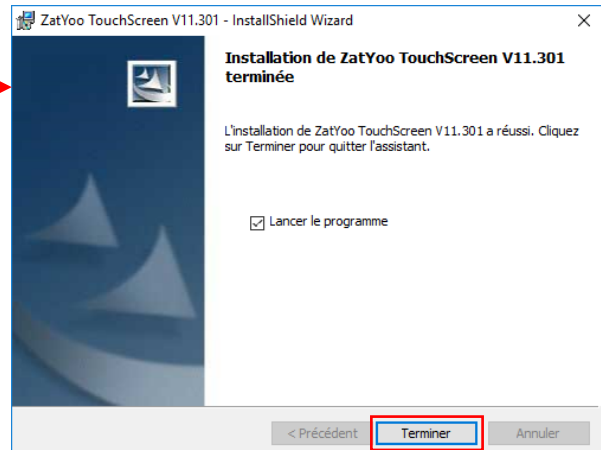 ZatYoo TouchScreen V11.301 - InstallShield Wizard
Installation de ZatYoo TouchScreen V11.301
terminée
L'installation de ZatYoo TouchScreen V11.301 a réussi. Cliquez
sur Terminer pour quitter l'assistant.
Lancer le programme
< Précédent Terminer Annuler